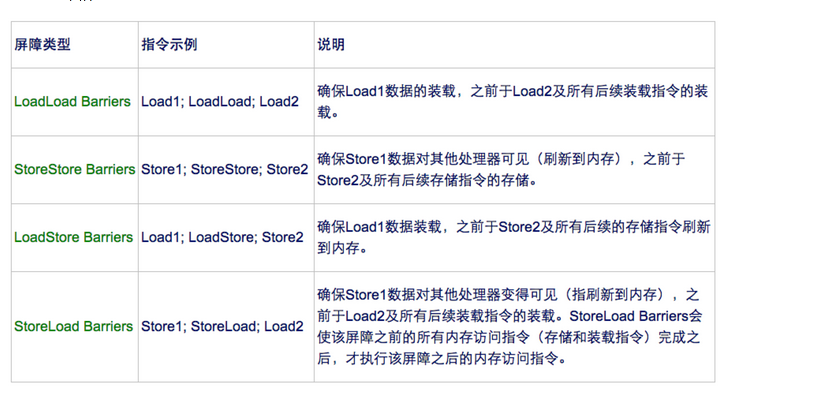 屏障类型 指令示例 说明
LoadLoad Barriers Load1; LoadLoad; Load2 确保Load1数据的装载，之前于Load2及所有后续装载指令的装
载。
StoreStore Barriers Store1; StoreStore; Store2 确保Store1数据对其他处理器可见（刷新到内存），之前于
Store2及所有后续存储指令的存储。
LoadStore Barriers Load1; LoadStore; Store2 确保Load1数据装载，之前于Store2及所有后续的存储指令刷新
到内存。
StoreLoad Barriers Store1; StoreLoad; Load2 确保Store1数据对其他处理器变得可见（指刷新到内存），之
前于Load2及所有后续装载指令的装载。StoreLoad Barriers会
使该屏障之前的所有内存访问指令（存储和装载指令）完成之
后，才执行该屏障之后的内存访问指令。